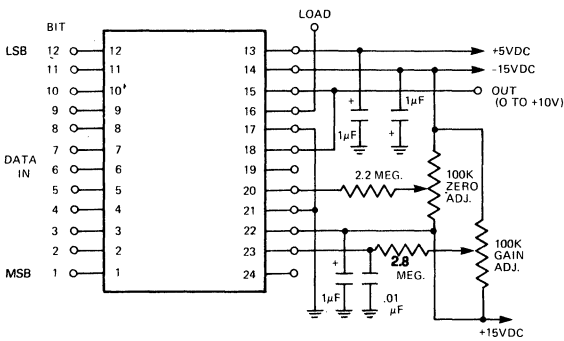 LOAD
BIT
LSB 12 12 13 +5VDC
11 11 14 -15VDC
10 10 15 OUT
(0 TO +10V)
9 9 16 + 1μF
8 8 17 1μF +
7 7 18
DATA
IN
6 6 19 2.2 MEG. 100K
ZERO
ADJ.
5 5 20
4 4 21
3 3 22
2 2 23 2.8
MEG. 100K
GAIN
ADJ.
MSB 1 1 24 + 1μF .01
μF
+15VDC